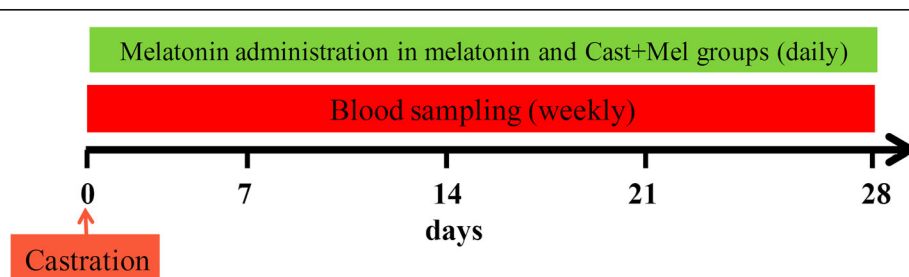 Melatonin administration in melatonin and Cast+Mel groups (daily)
Blood sampling (weekly)
0 7 14 21 28
days
Castration